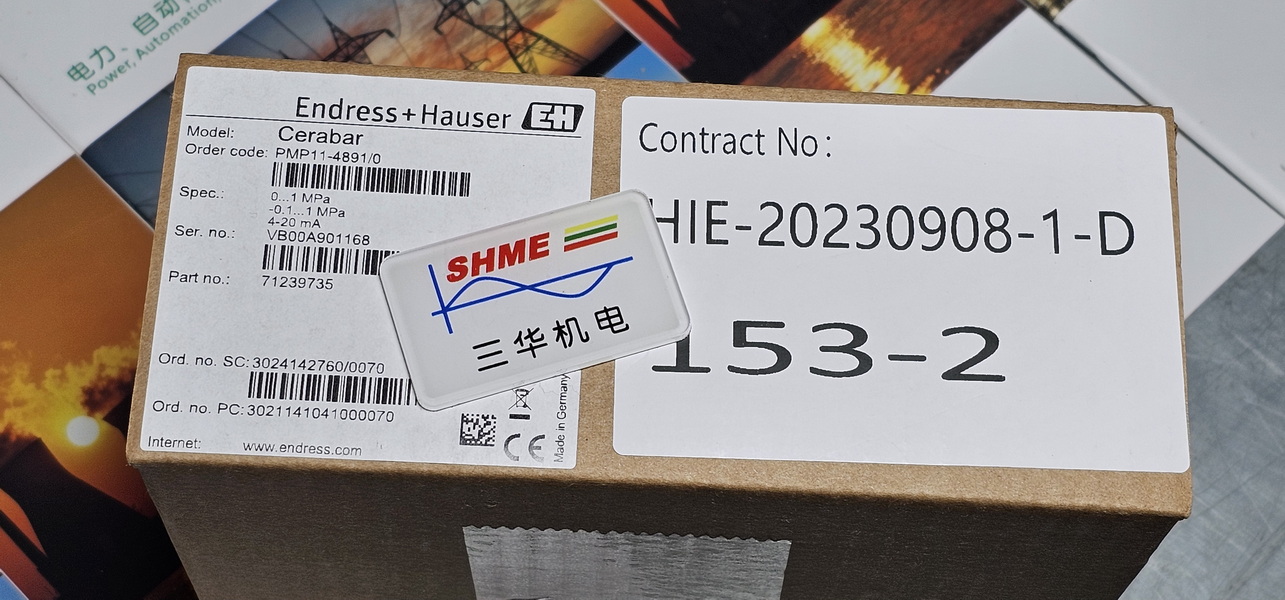 电力、自动
Power, Automation,
Endress+Hauser EH
Model: Cerabar
Order code: PMP11-4891/0
Spec.: 0...1 MPa
-0.1...1 MPa
4-20 mA
Ser. no.: VB00A901168
Part no.: 71239735
Ord. no. SC: 3024142760/0070
Ord. no. PC: 3021141041000070
Internet: www.endress.com
CE
Made in Germany
SHME
三华机电
Contract No:
HIE-20230908-1-D
153-2